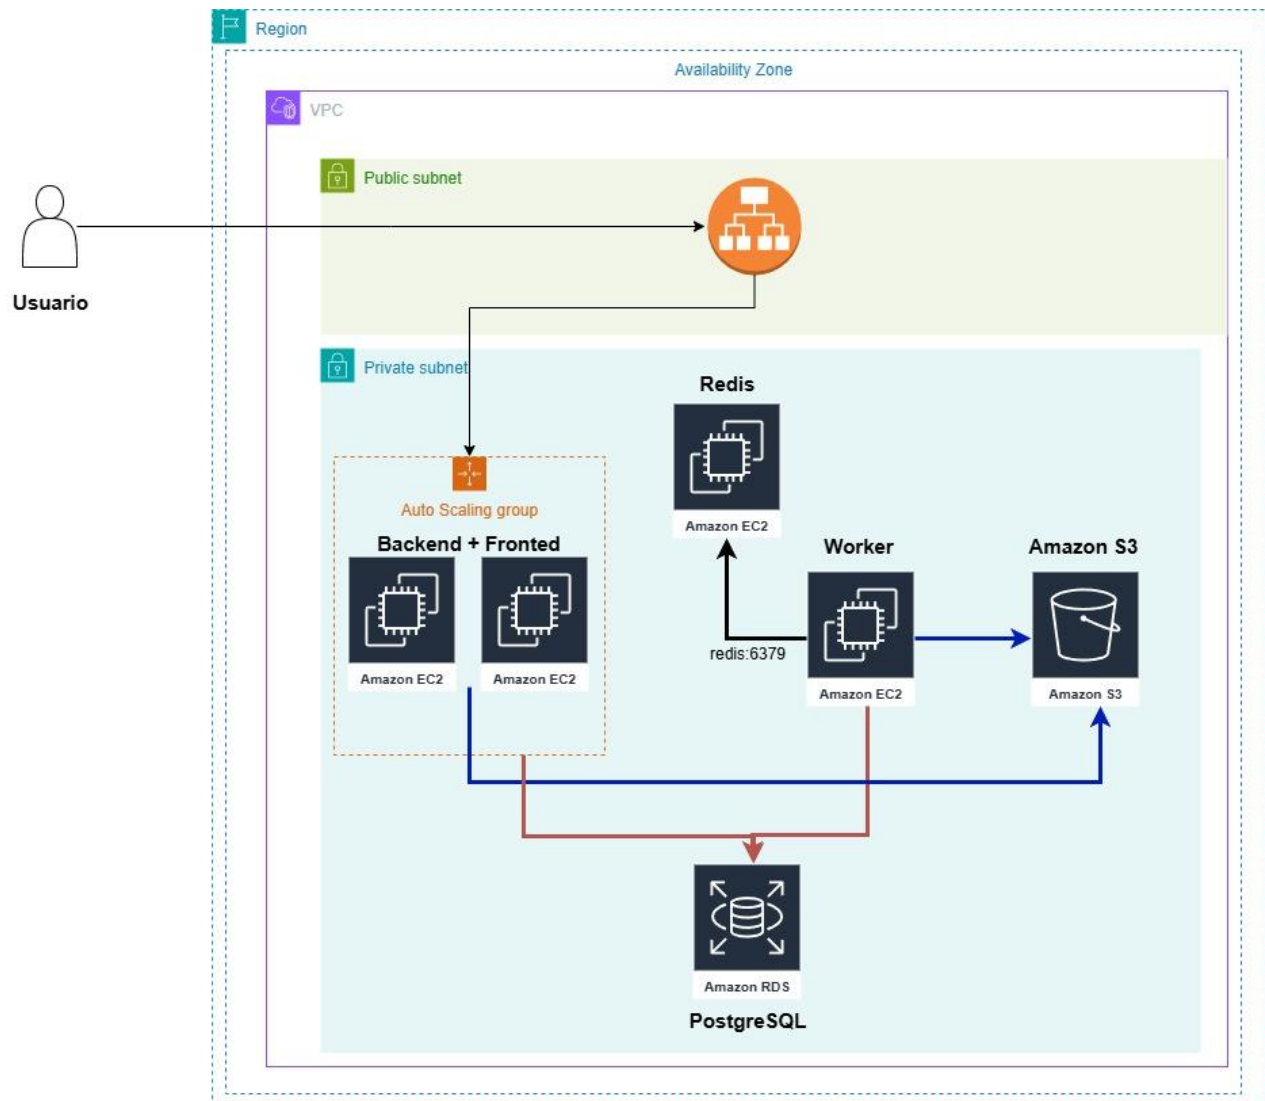 Region
Availability Zone
VPC
Public subnet
Usuario
Private subnet
Redis
Amazon EC2
Auto Scaling group
Backend + Fronted
Amazon EC2
Amazon EC2
Worker
Amazon EC2
redis:6379
Amazon S3
Amazon S3
Amazon RDS
PostgreSQL